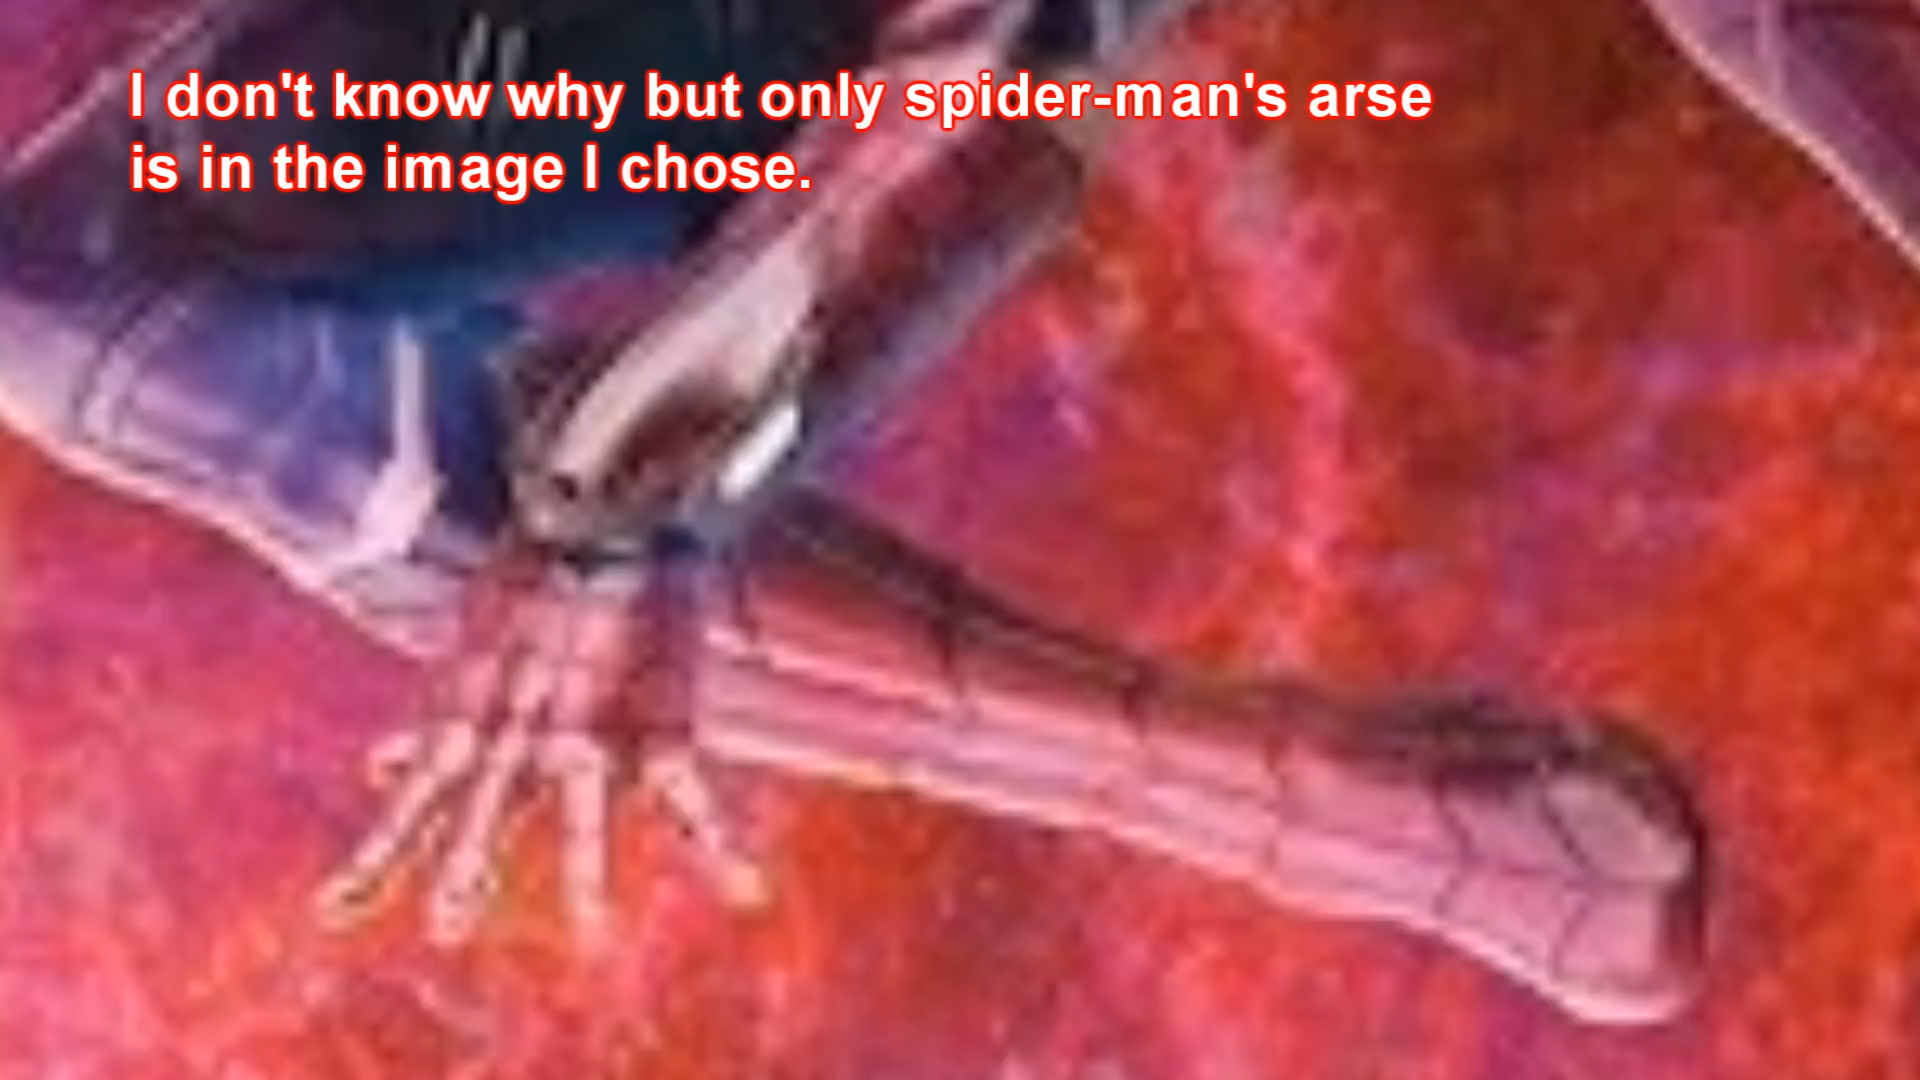 I don't know why but only spider-man's arse
is in the image I chose.